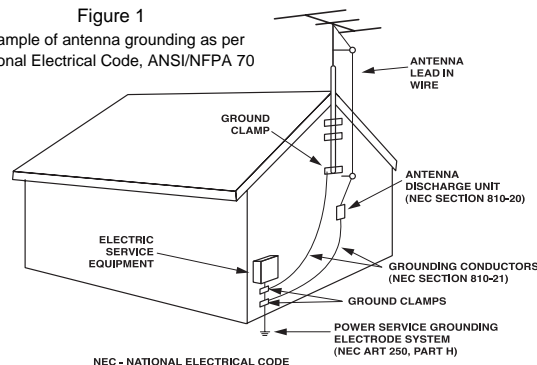 Figure 1
ample of antenna grounding as per
onal Electrical Code, ANSI/NFPA 70
ANTENNA
LEAD IN
WIRE
GROUND
CLAMP
ANTENNA
DISCHARGE UNIT
(NEC SECTION 810-20)
ELECTRIC
SERVICE
EQUIPMENT
GROUNDING CONDUCTORS
(NEC SECTION 810-21)
GROUND CLAMPS
POWER SERVICE GROUNDING
ELECTRODE SYSTEM
(NEC ART 250, PART H)
NEC - NATIONAL ELECTRICAL CODE